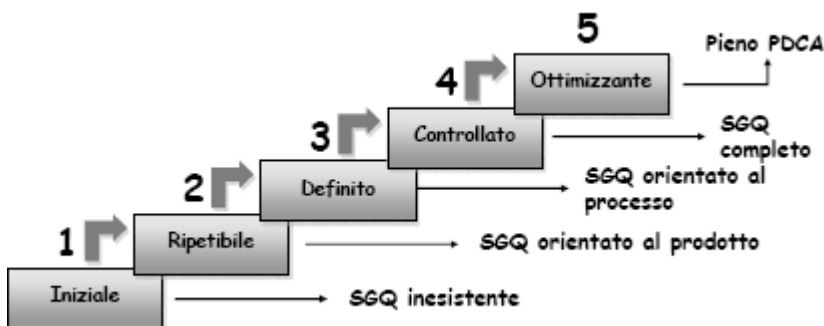 5
Pieno PDCA
4
Ottimizzante
3
Controllato
SGQ
completo
2
Definito
SGQ orientato al
processo
1
Ripetibile
SGQ orientato al prodotto
Iniziale
SGQ inesistente